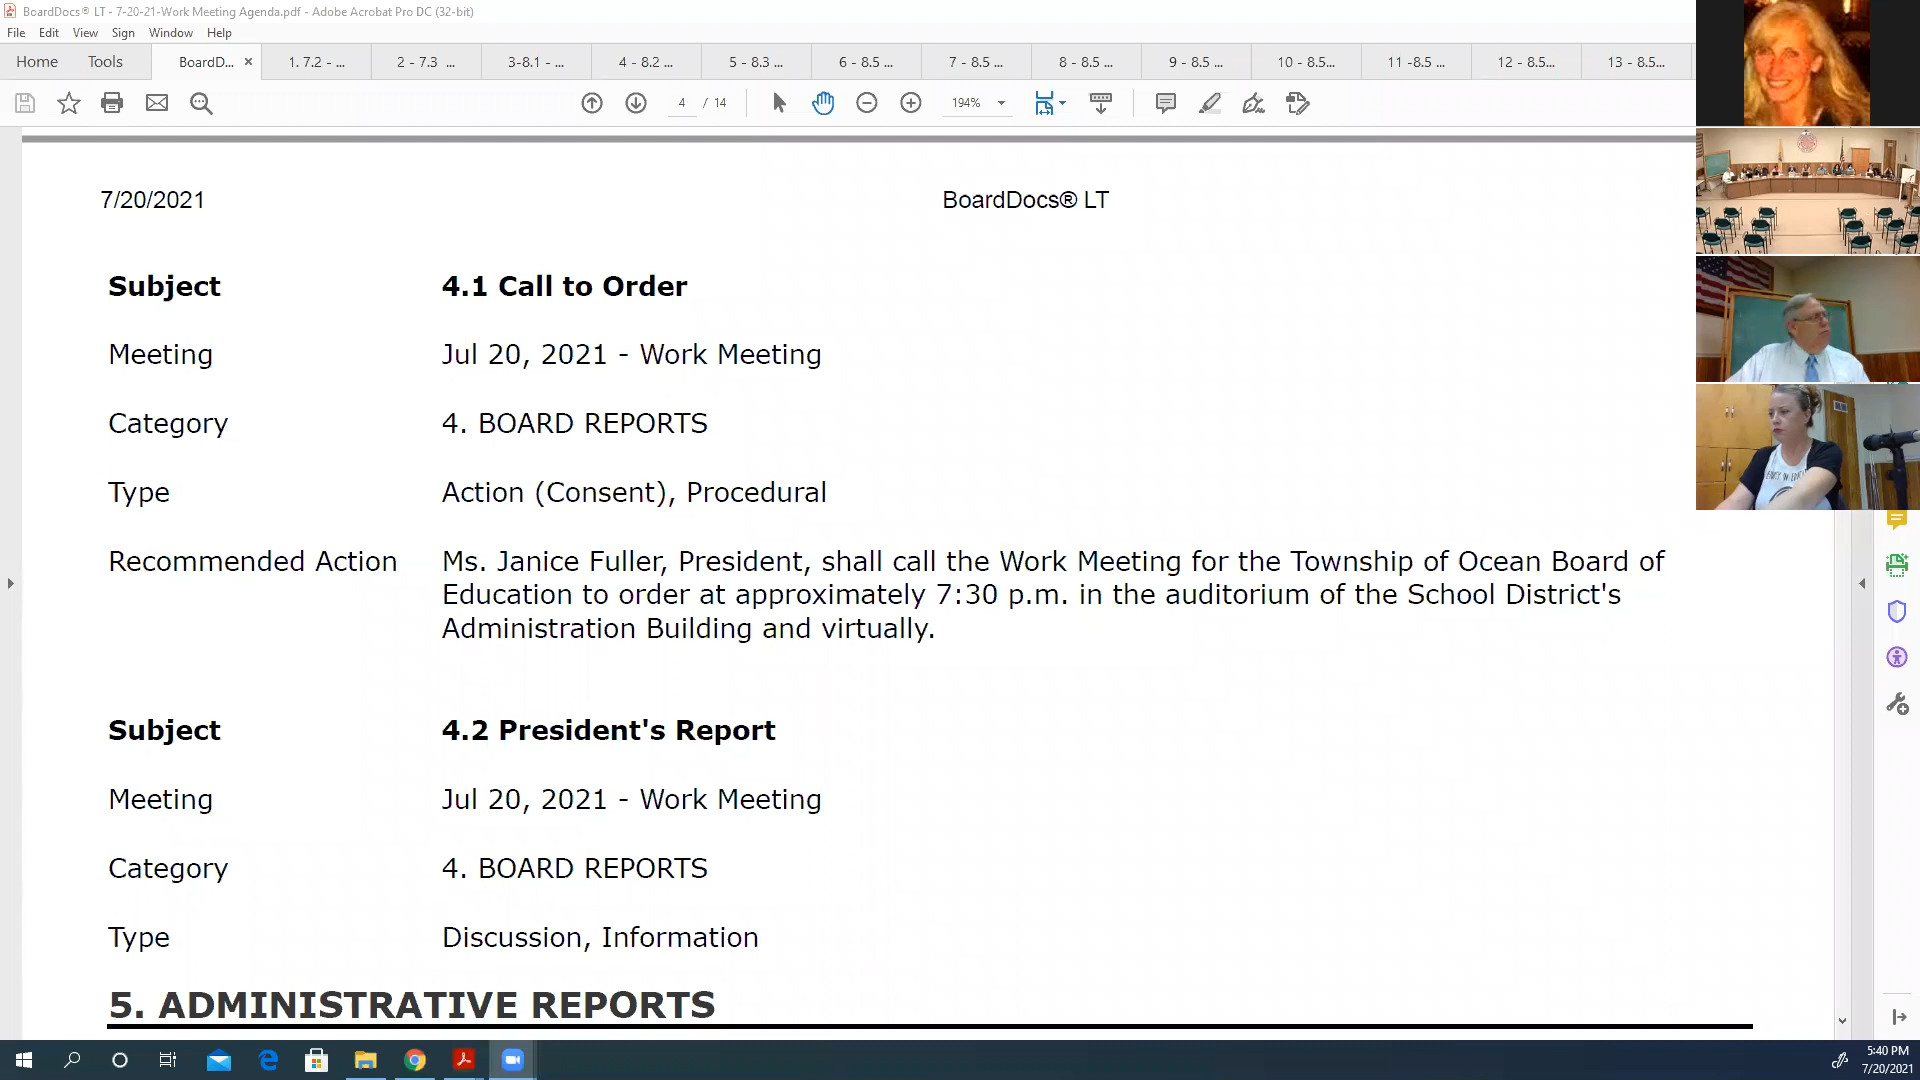 BoardDocs® LT - 7-20-21-Work Meeting Agenda.pdf - Adobe Acrobat Pro DC (32-bit)
File Edit View Sign Window Help
Home Tools BoardD... × 1. 7.2 - ... 2 - 7.3 ... 3-8.1 - ... 4 - 8.2 ... 5 - 8.3 ... 6 - 8.5 ... 7 - 8.5 ... 8 - 8.5 ... 9 - 8.5 ... 10 - 8.5... 11 -8.5 ... 12 - 8.5... 13 - 8.5...
4 / 14 194%
7/20/2021 BoardDocs® LT
Subject 4.1 Call to Order
Meeting Jul 20, 2021 - Work Meeting
Category 4. BOARD REPORTS
Type Action (Consent), Procedural
Recommended Action Ms. Janice Fuller, President, shall call the Work Meeting for the Township of Ocean Board of
Education to order at approximately 7:30 p.m. in the auditorium of the School District's
Administration Building and virtually.
Subject 4.2 President's Report
Meeting Jul 20, 2021 - Work Meeting
Category 4. BOARD REPORTS
Type Discussion, Information
5. ADMINISTRATIVE REPORTS
5:40 PM
7/20/2021